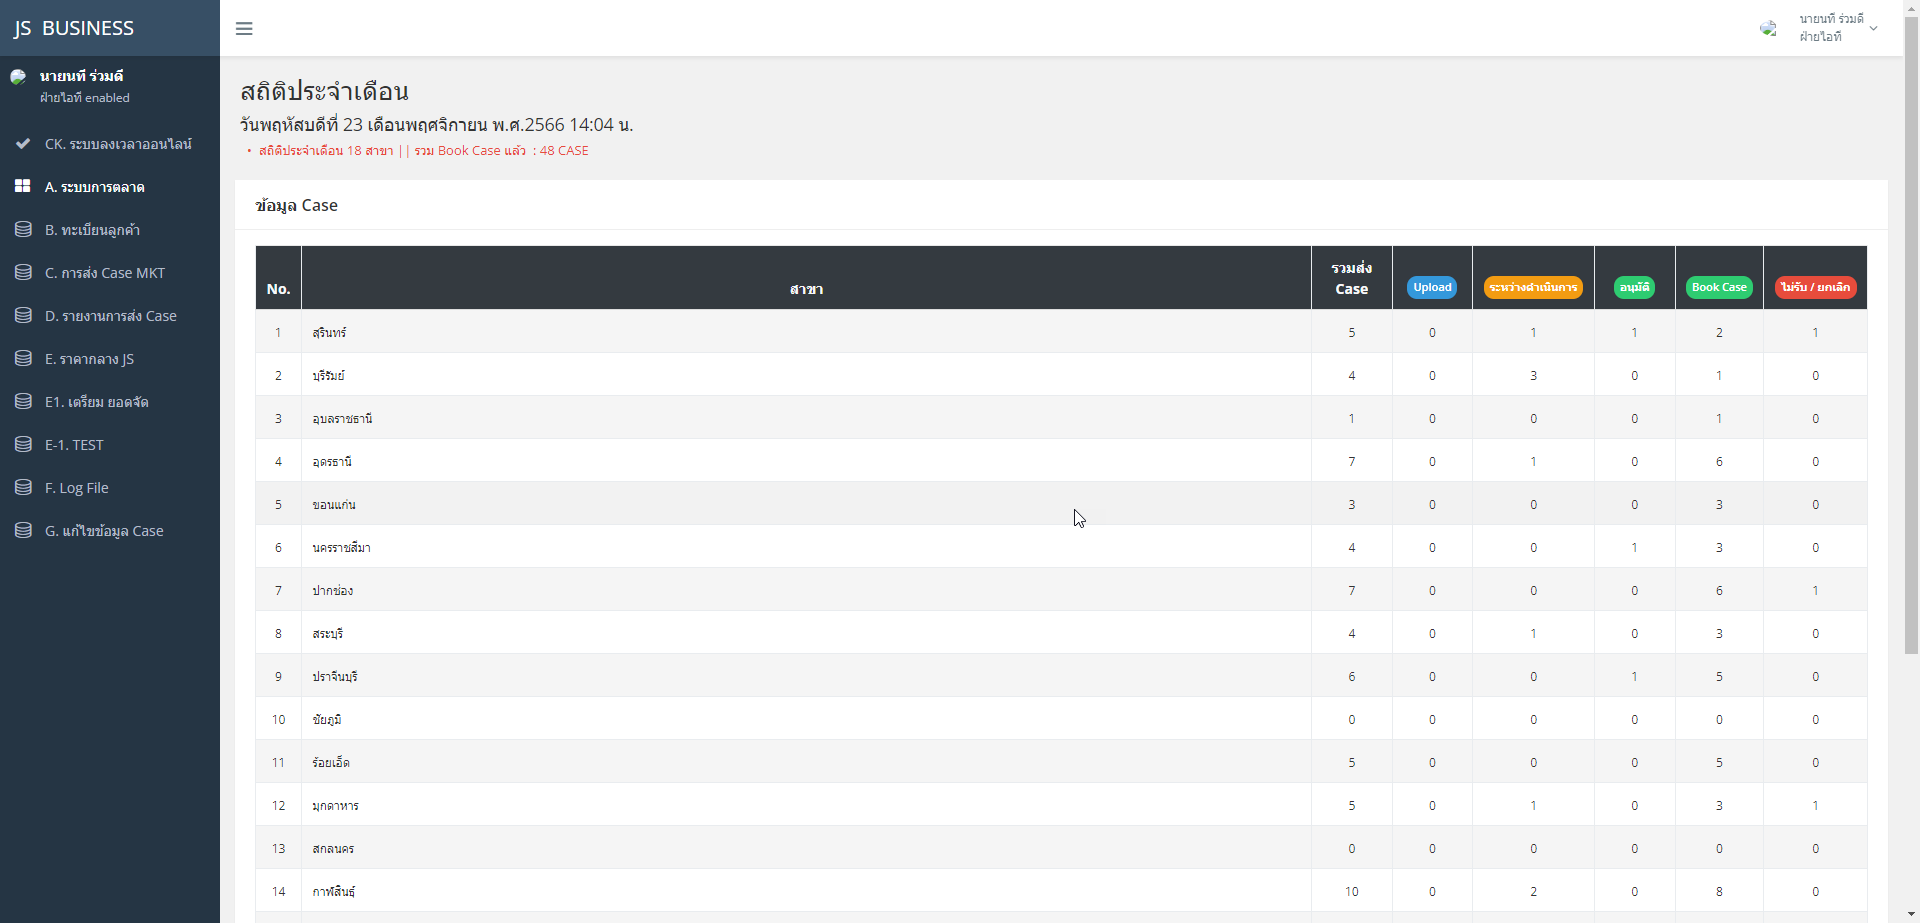 JS BUSINESS
นายนที ร่วมดี
ฝ่ายไอที
นายนที ร่วมดี
ฝ่ายไอที enabled
CK. ระบบลงเวลาออนไลน์
A. ระบบการตลาด
B. ทะเบียนลูกค้า
C. การส่ง Case MKT
D. รายงานการส่ง Case
E. ราคากลาง JS
E1. เตรียม ยอดจัด
E-1. TEST
F. Log File
G. แก้ไขข้อมูล Case
สถิติประจำเดือน
วันพฤหัสบดีที่ 23 เดือนพฤศจิกายน พ.ศ.2566 14:04 น.
• สถิติประจำเดือน 18 สาขา || รวม Book Case แล้ว : 48 CASE
ข้อมูล Case
No. สาขา รวมส่ง Case Upload ระหว่างดำเนินการ อนุมัติ Book Case ไม่รับ / ยกเลิก
1 สุรินทร์ 5 0 1 1 2 1
2 บุรีรัมย์ 4 0 3 0 1 0
3 อุบลราชธานี 1 0 0 0 1 0
4 อุดรธานี 7 0 1 0 6 0
5 ขอนแก่น 3 0 0 0 3 0
6 นครราชสีมา 4 0 0 1 3 0
7 ปากช่อง 7 0 0 0 6 1
8 สระบุรี 4 0 1 0 3 0
9 ปราจีนบุรี 6 0 0 1 5 0
10 ชัยภูมิ 0 0 0 0 0 0
11 ร้อยเอ็ด 5 0 0 0 5 0
12 มุกดาหาร 5 0 1 0 3 1
13 สกลนคร 0 0 0 0 0 0
14 กาฬสินธุ์ 10 0 2 0 8 0